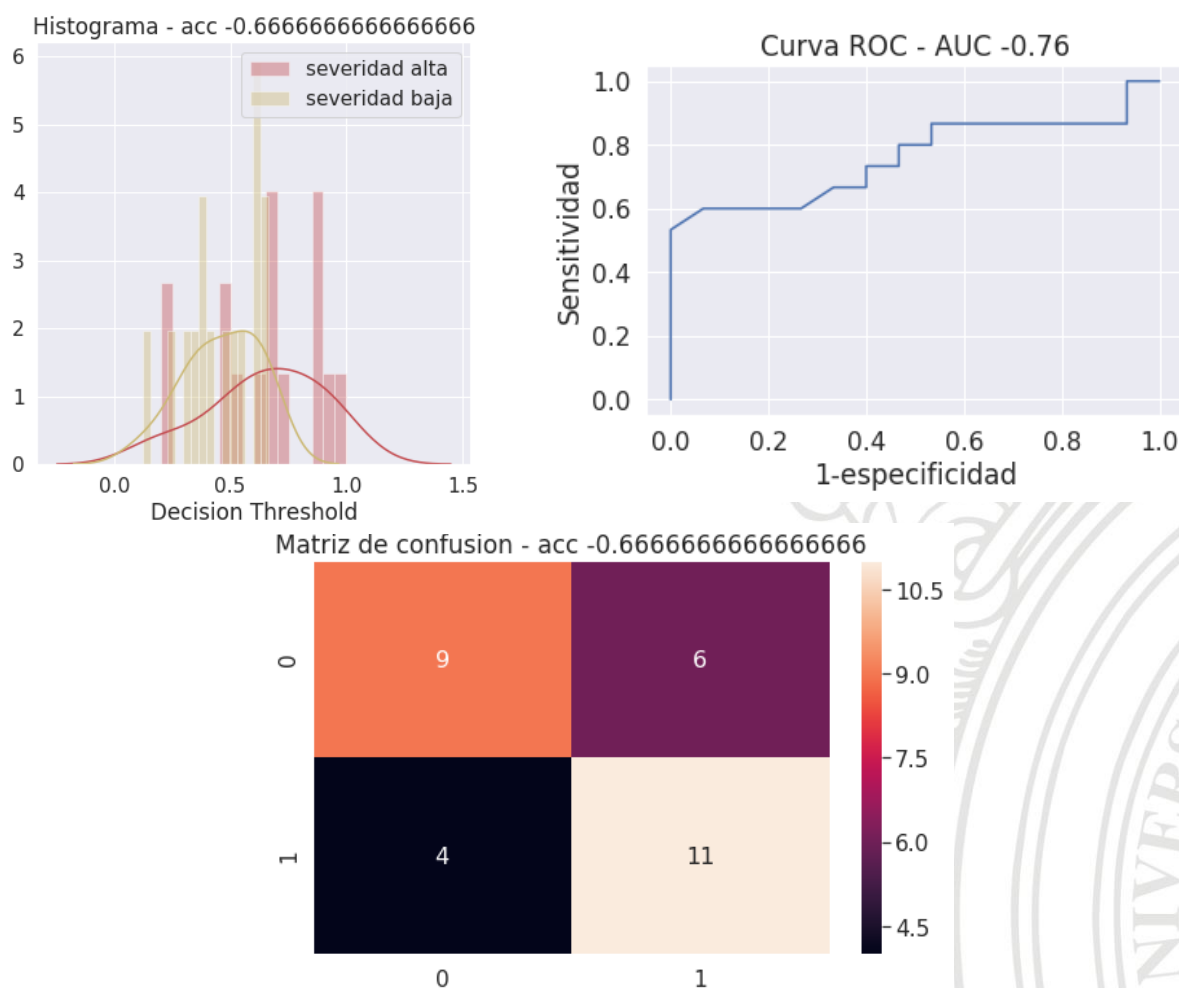 Histograma - acc -0.6666666666666666
severidad alta
severidad baja
6
5
4
3
2
1
0
0.0 0.5 1.0 1.5
Decision Threshold
Curva ROC - AUC -0.76
Sensitividad
1.0
0.8
0.6
0.4
0.2
0.0
0.0 0.2 0.4 0.6 0.8 1.0
1-especificidad
Matriz de confusion - acc -0.6666666666666666
0
1
9 6
4 11
0 1
10.5
9.0
7.5
6.0
4.5
NIVERS